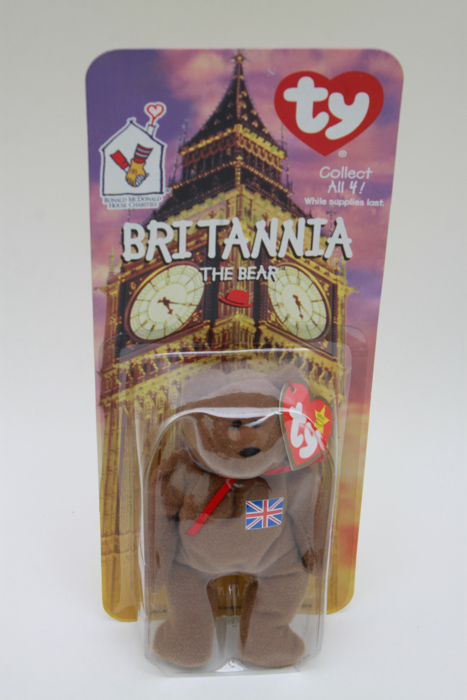 ty
®
Collect
All 4!
While supplies last.
RONALD MCDONALD
HOUSE CHARITIES
BRITANNIA
THE BEAR
ty